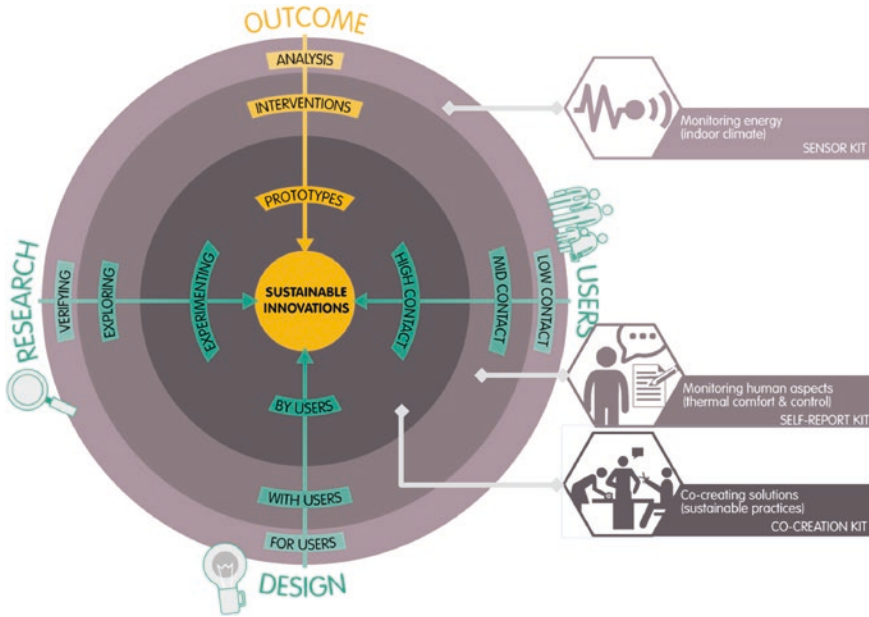 OUTCOME
ANALYSIS
INTERVENTIONS
PROTOTYPES
RESEARCH
VERIFYING
EXPLORING
EXPERIMENTING
SUSTAINABLE
INNOVATIONS
HIGH CONTACT
MID CONTACT
LOW CONTACT
USERS
BY USERS
WITH USERS
FOR USERS
DESIGN
Monitoring energy
(indoor climate)
SENSOR KIT
Monitoring human aspects
(thermal comfort & control)
SELF-REPORT KIT
Co-creating solutions
(sustainable practices)
CO-CREATION KIT